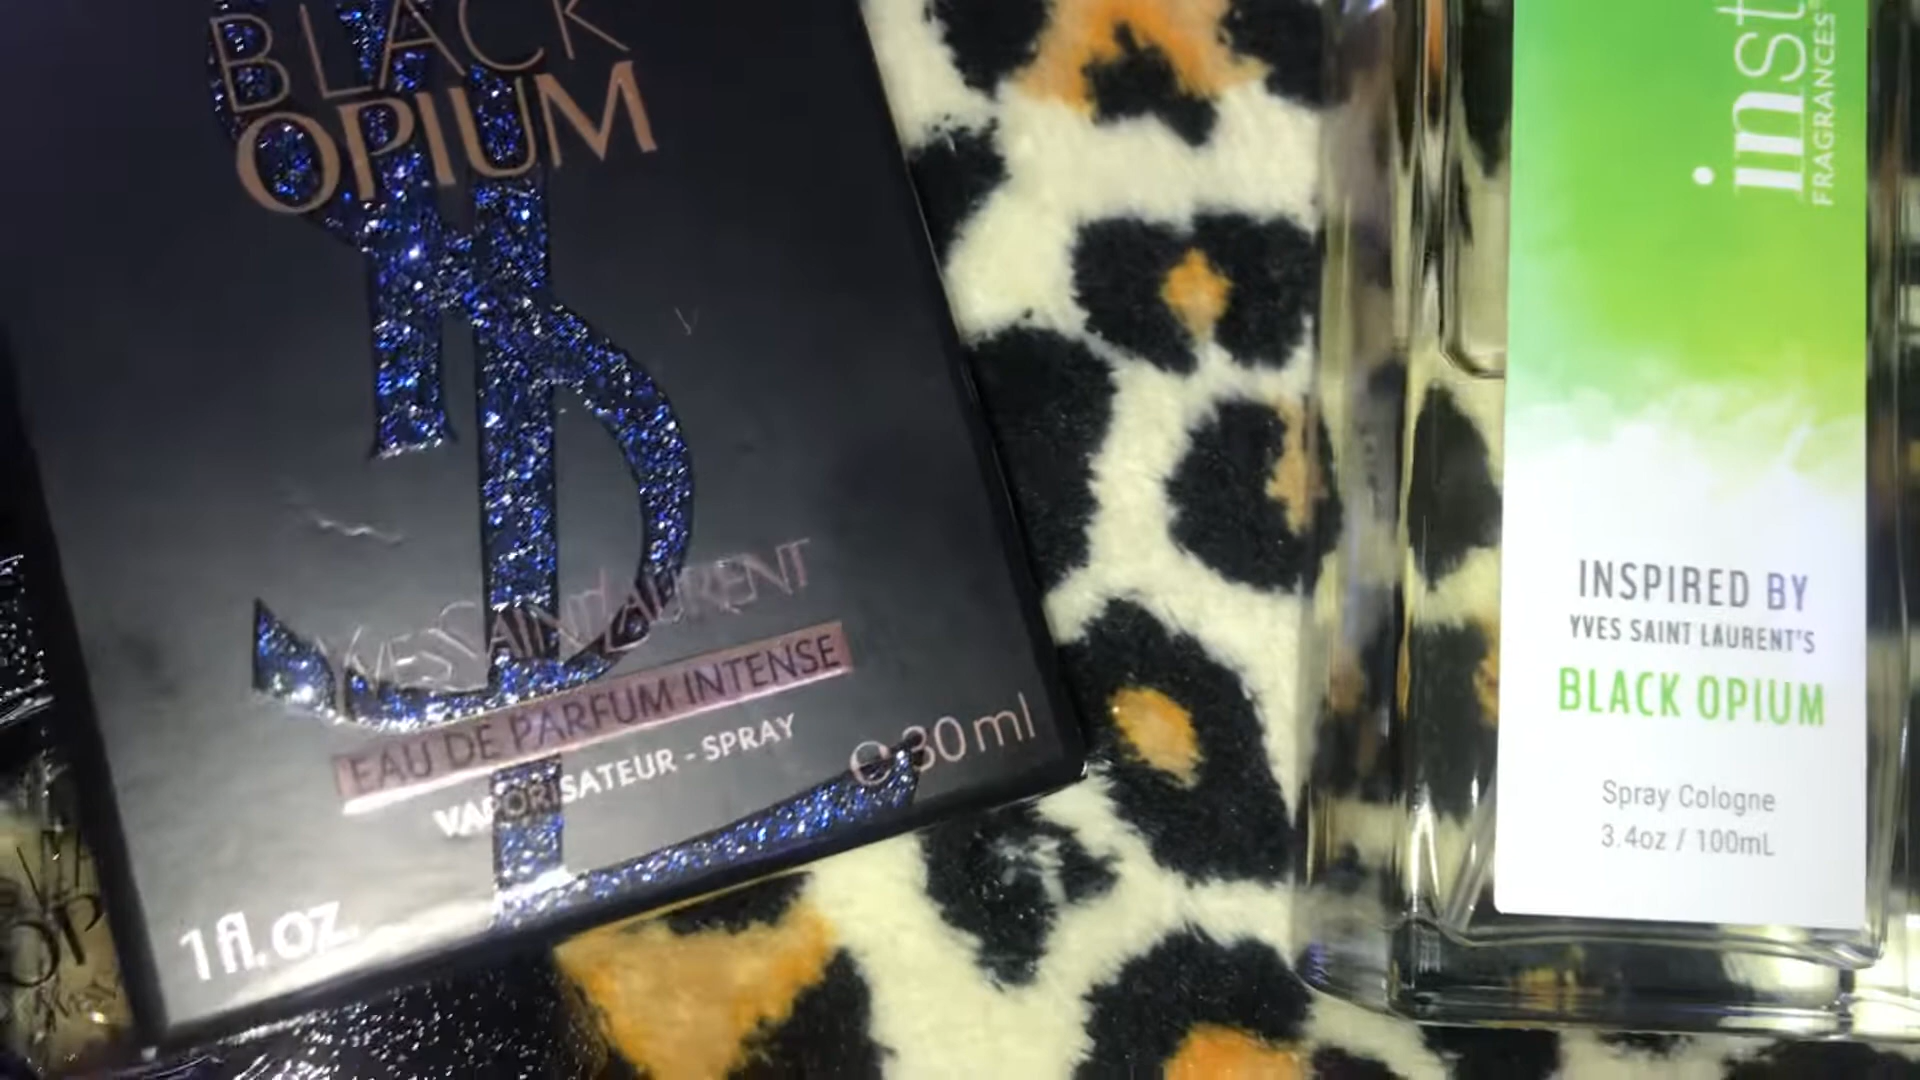 BLACK
OPIUM
YVES SAINT LAURENT
EAU DE PARFUM INTENSE
VAPORISATEUR - SPRAY
℮ 30 ml
1 fl. oz.
inst
FRAGRANCES
INSPIRED BY
YVES SAINT LAURENT'S
BLACK OPIUM
Spray Cologne
3.4oz / 100mL